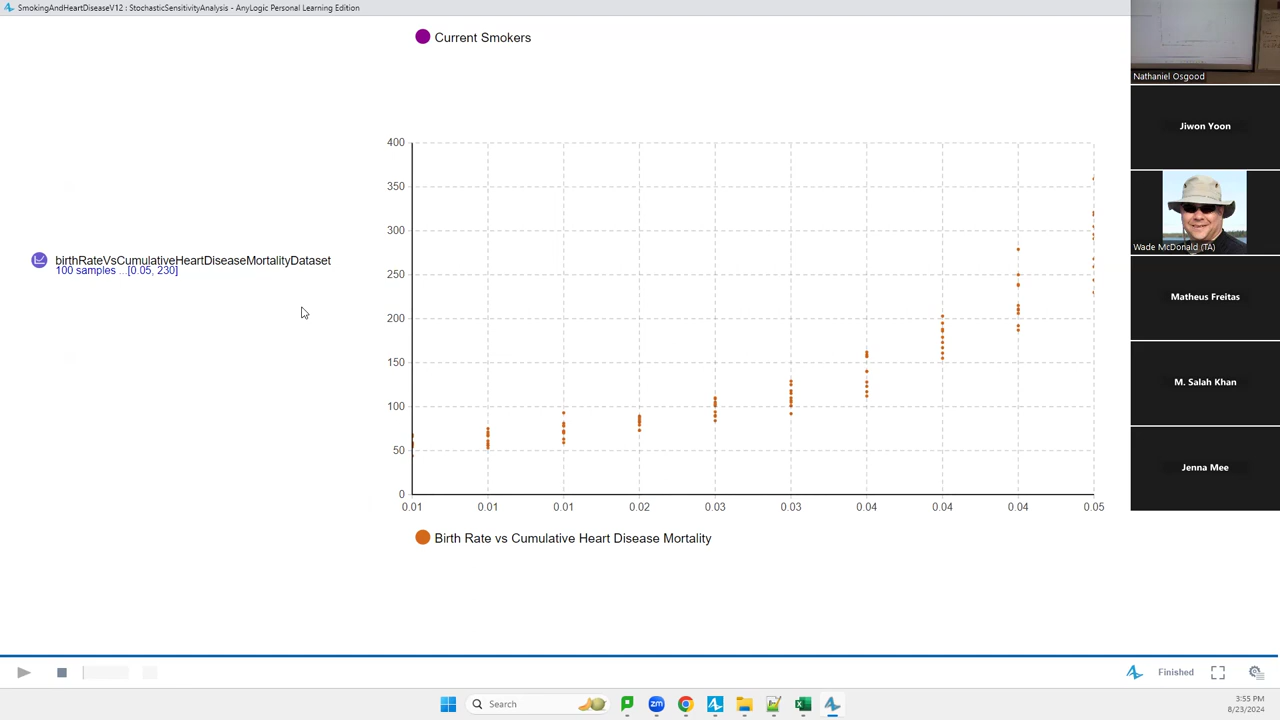 SmokingAndHeartDiseaseV12 : StochasticSensitivityAnalysis - AnyLogic Personal Learning Edition
Current Smokers
400
350
300
250
200
150
100
50
0
0.01 0.01 0.01 0.02 0.03 0.03 0.04 0.04 0.04 0.05
Birth Rate vs Cumulative Heart Disease Mortality
birthRateVsCumulativeHeartDiseaseMortalityDataset
100 samples ...[0.05, 230]
Nathaniel Osgood
Jiwon Yoon
Wade McDonald (TA)
Matheus Freitas
M. Salah Khan
Jenna Mee
Finished
Search
zm
3:55 PM
8/23/2024